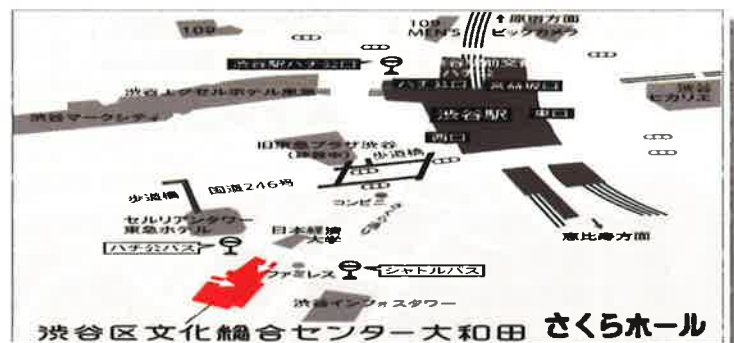 109
109
MEN'S
↑原宿方面
ビックカメラ
渋谷駅ハチ公口
ハチ公口
宮益坂口
渋谷エクセルホテル東急
渋谷マークシティ
渋谷駅
東口
西口
渋谷
ヒカリエ
旧東急プラザ渋谷
歩道橋
歩道橋
国道246号
コンビニ
セルリアンタワー
東急ホテル
日本経済
大学
恵比寿方面
ハチ公バス
ファミレス
シャトルバス
渋谷インフォスタワー
渋谷区文化総合センター大和田 さくらホール